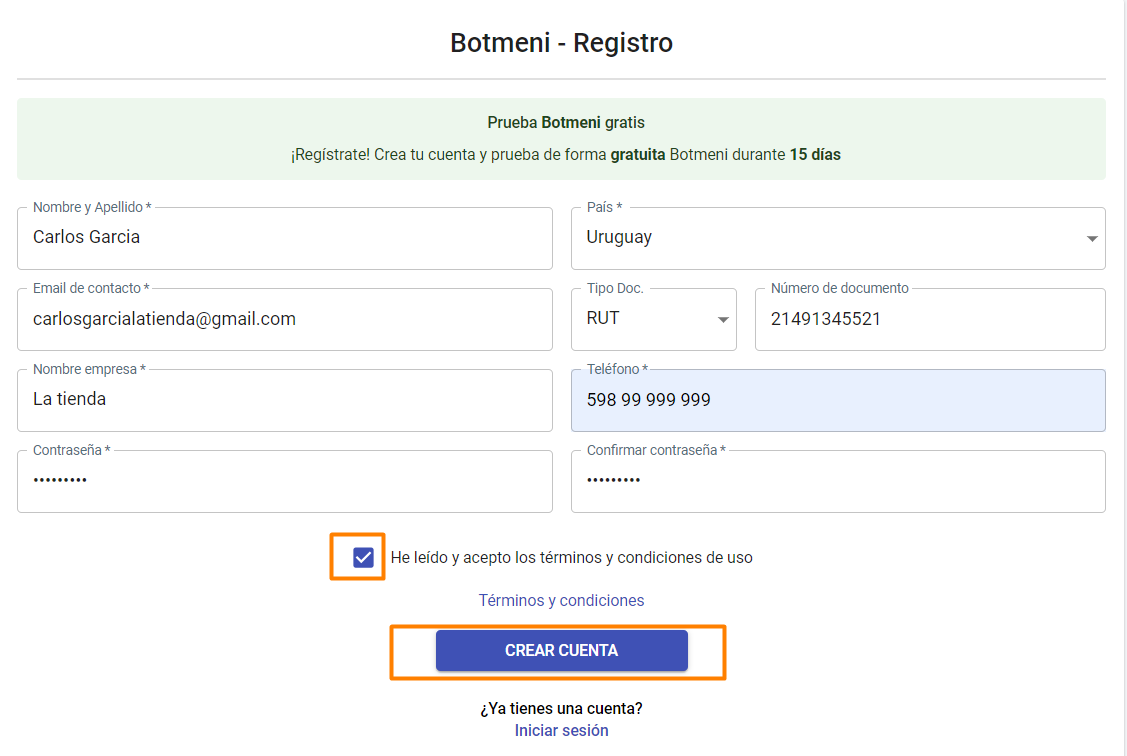 Botmeni - Registro
Prueba Botmeni gratis
¡Regístrate! Crea tu cuenta y prueba de forma gratuita Botmeni durante 15 días
Nombre y Apellido *
Carlos Garcia
País *
Uruguay
Email de contacto *
carlosgarcialatienda@gmail.com
Tipo Doc.
RUT
Número de documento
21491345521
Nombre empresa *
La tienda
Teléfono *
598 99 999 999
Contraseña *
•••••••••
Confirmar contraseña *
•••••••••
He leído y acepto los términos y condiciones de uso
Términos y condiciones
CREAR CUENTA
¿Ya tienes una cuenta?
Iniciar sesión